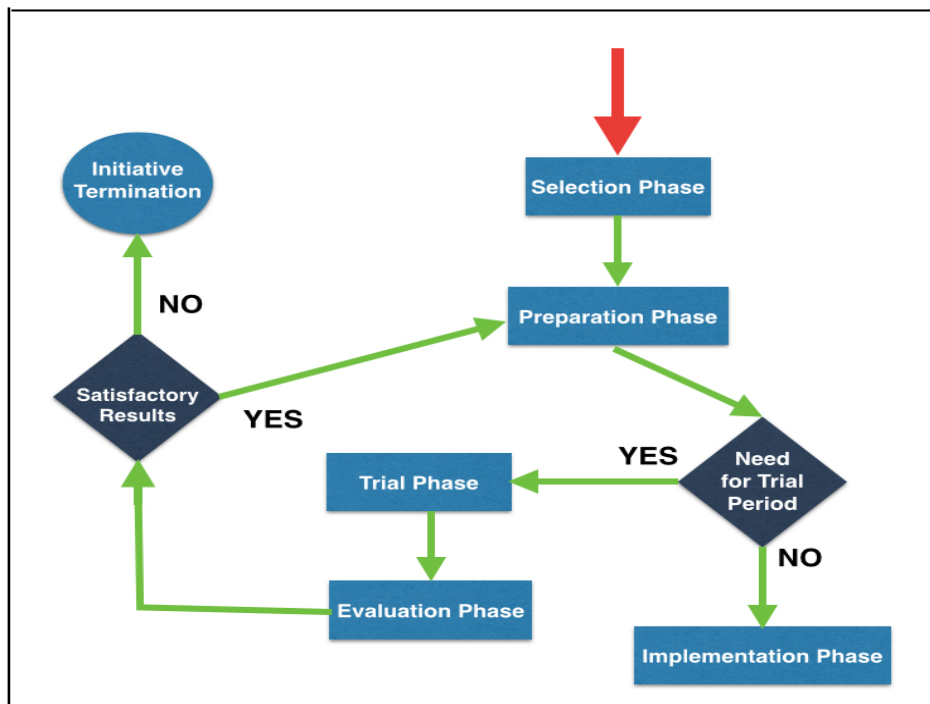 Selection Phase
Initiative
Termination
Preparation Phase
NO
Satisfactory
Results
YES
YES
Need
for Trial
Period
Trial Phase
NO
Evaluation Phase
Implementation Phase